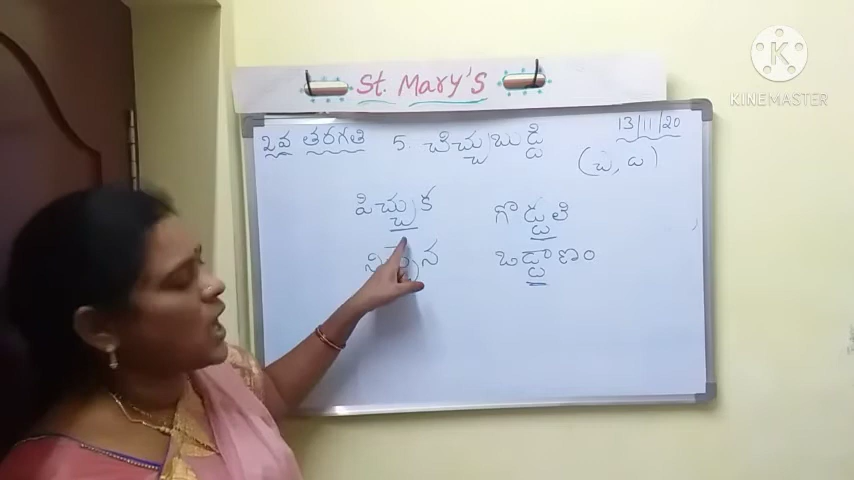 St. Mary's
KINEMASTER
13/11/20
2వ తరగతి 5. చిచ్చుబుడ్డి
(చ, డ)
పిచ్చుక గొడ్డలి
నిచ్చెన ఒడ్డాణం